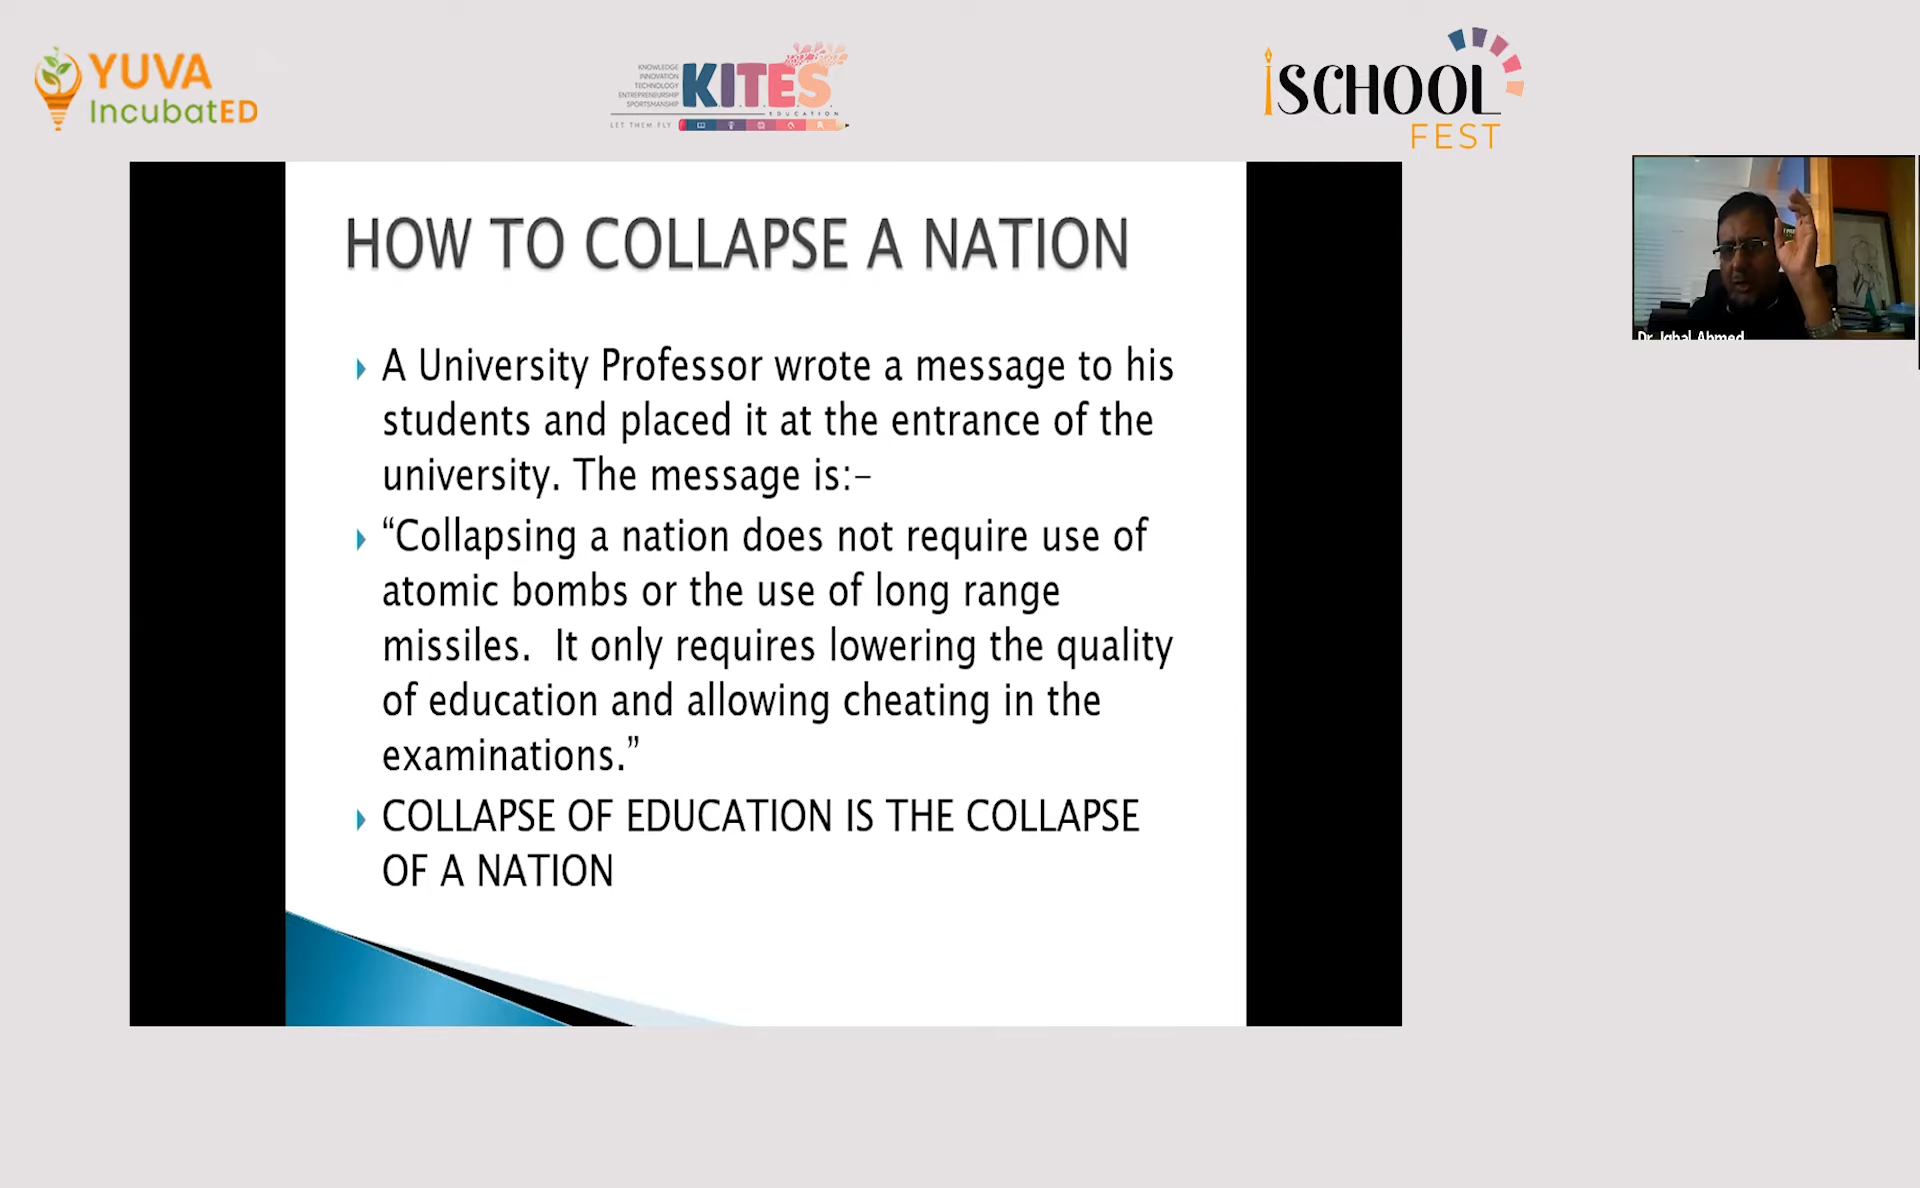 YUVA
IncubatED
KNOWLEDGE
INNOVATION
TECHNOLOGY
ENTREPRENEURSHIP
SPORTSMANSHIP
K.I.T.E.S.
EDUCATION
LET THEM FLY
iSCHOOL
FEST
Dr. Iqbal Ahmed
HOW TO COLLAPSE A NATION
A University Professor wrote a message to his
students and placed it at the entrance of the
university. The message is:-
“Collapsing a nation does not require use of
atomic bombs or the use of long range
missiles.  It only requires lowering the quality
of education and allowing cheating in the
examinations.”
COLLAPSE OF EDUCATION IS THE COLLAPSE
OF A NATION